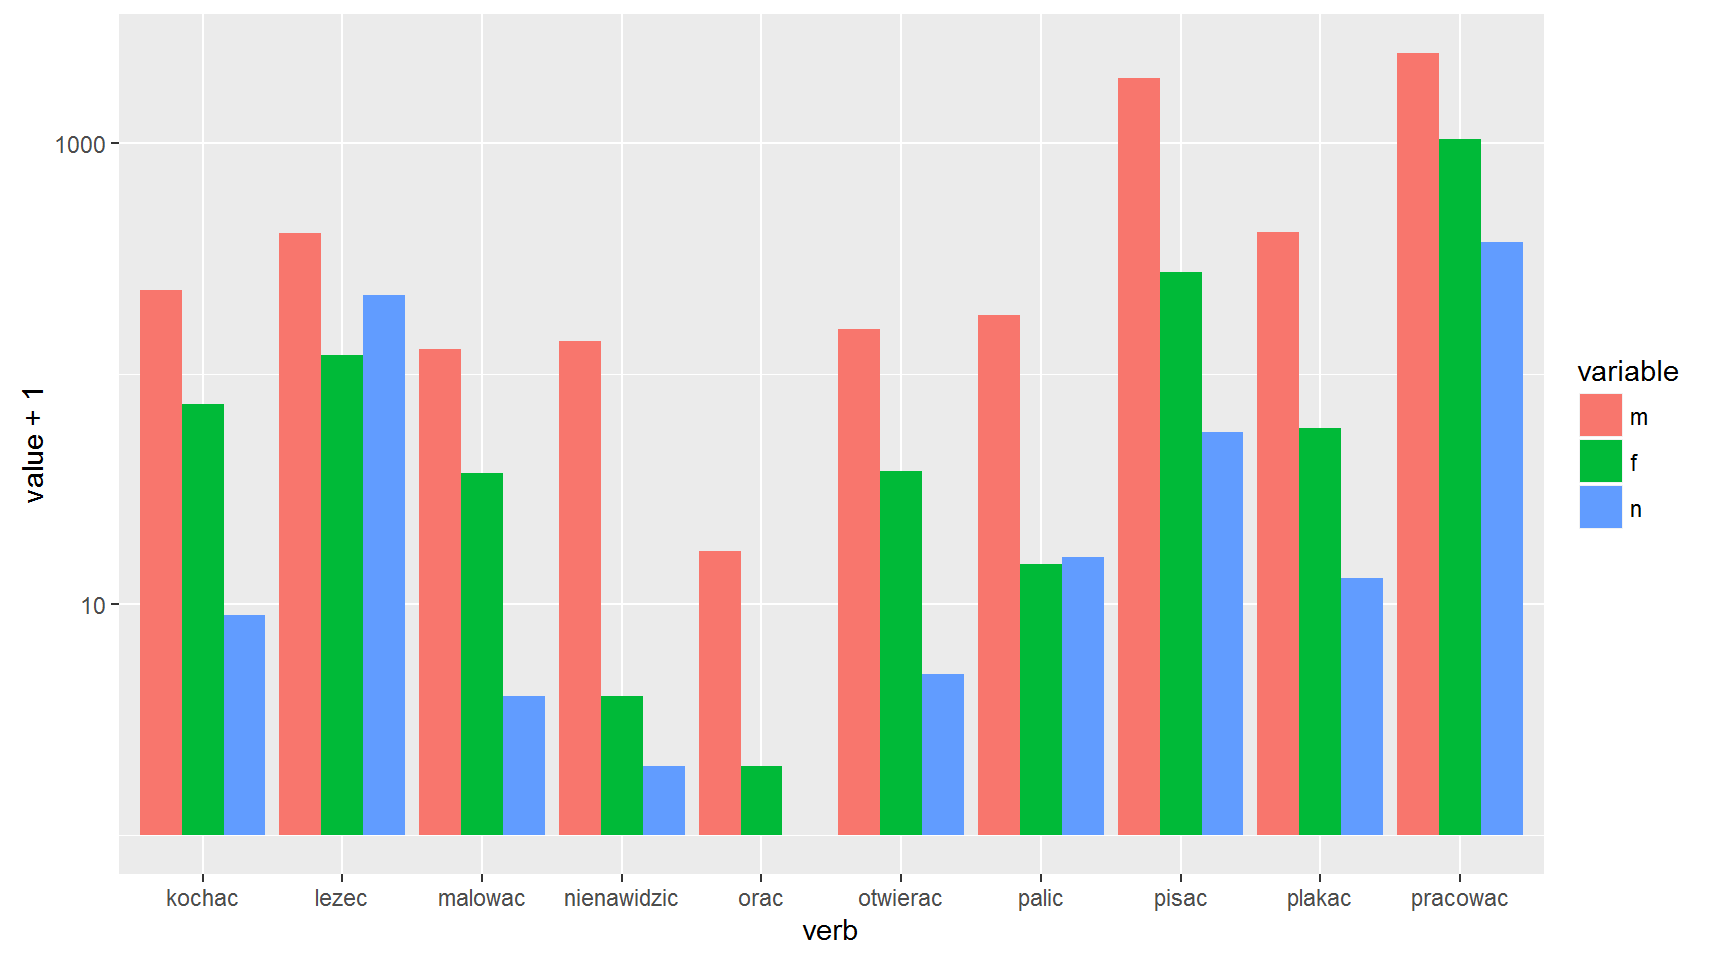 1000
10
value + 1
kochac lezec malowac nienawidzic orac otwierac palic pisac plakac pracowac
verb
variable
m
f
n